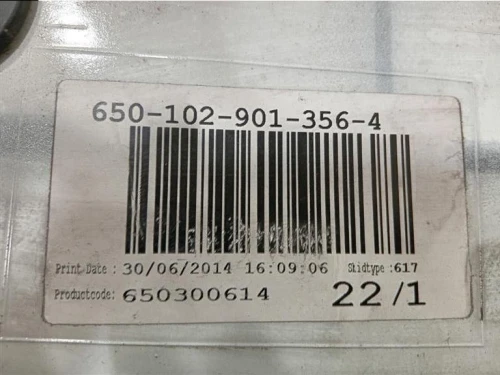 650-102-901-356-4
Print Date : 30/06/2014 16:09:06 Skidtype :617
Productcode: 650300614 22/1